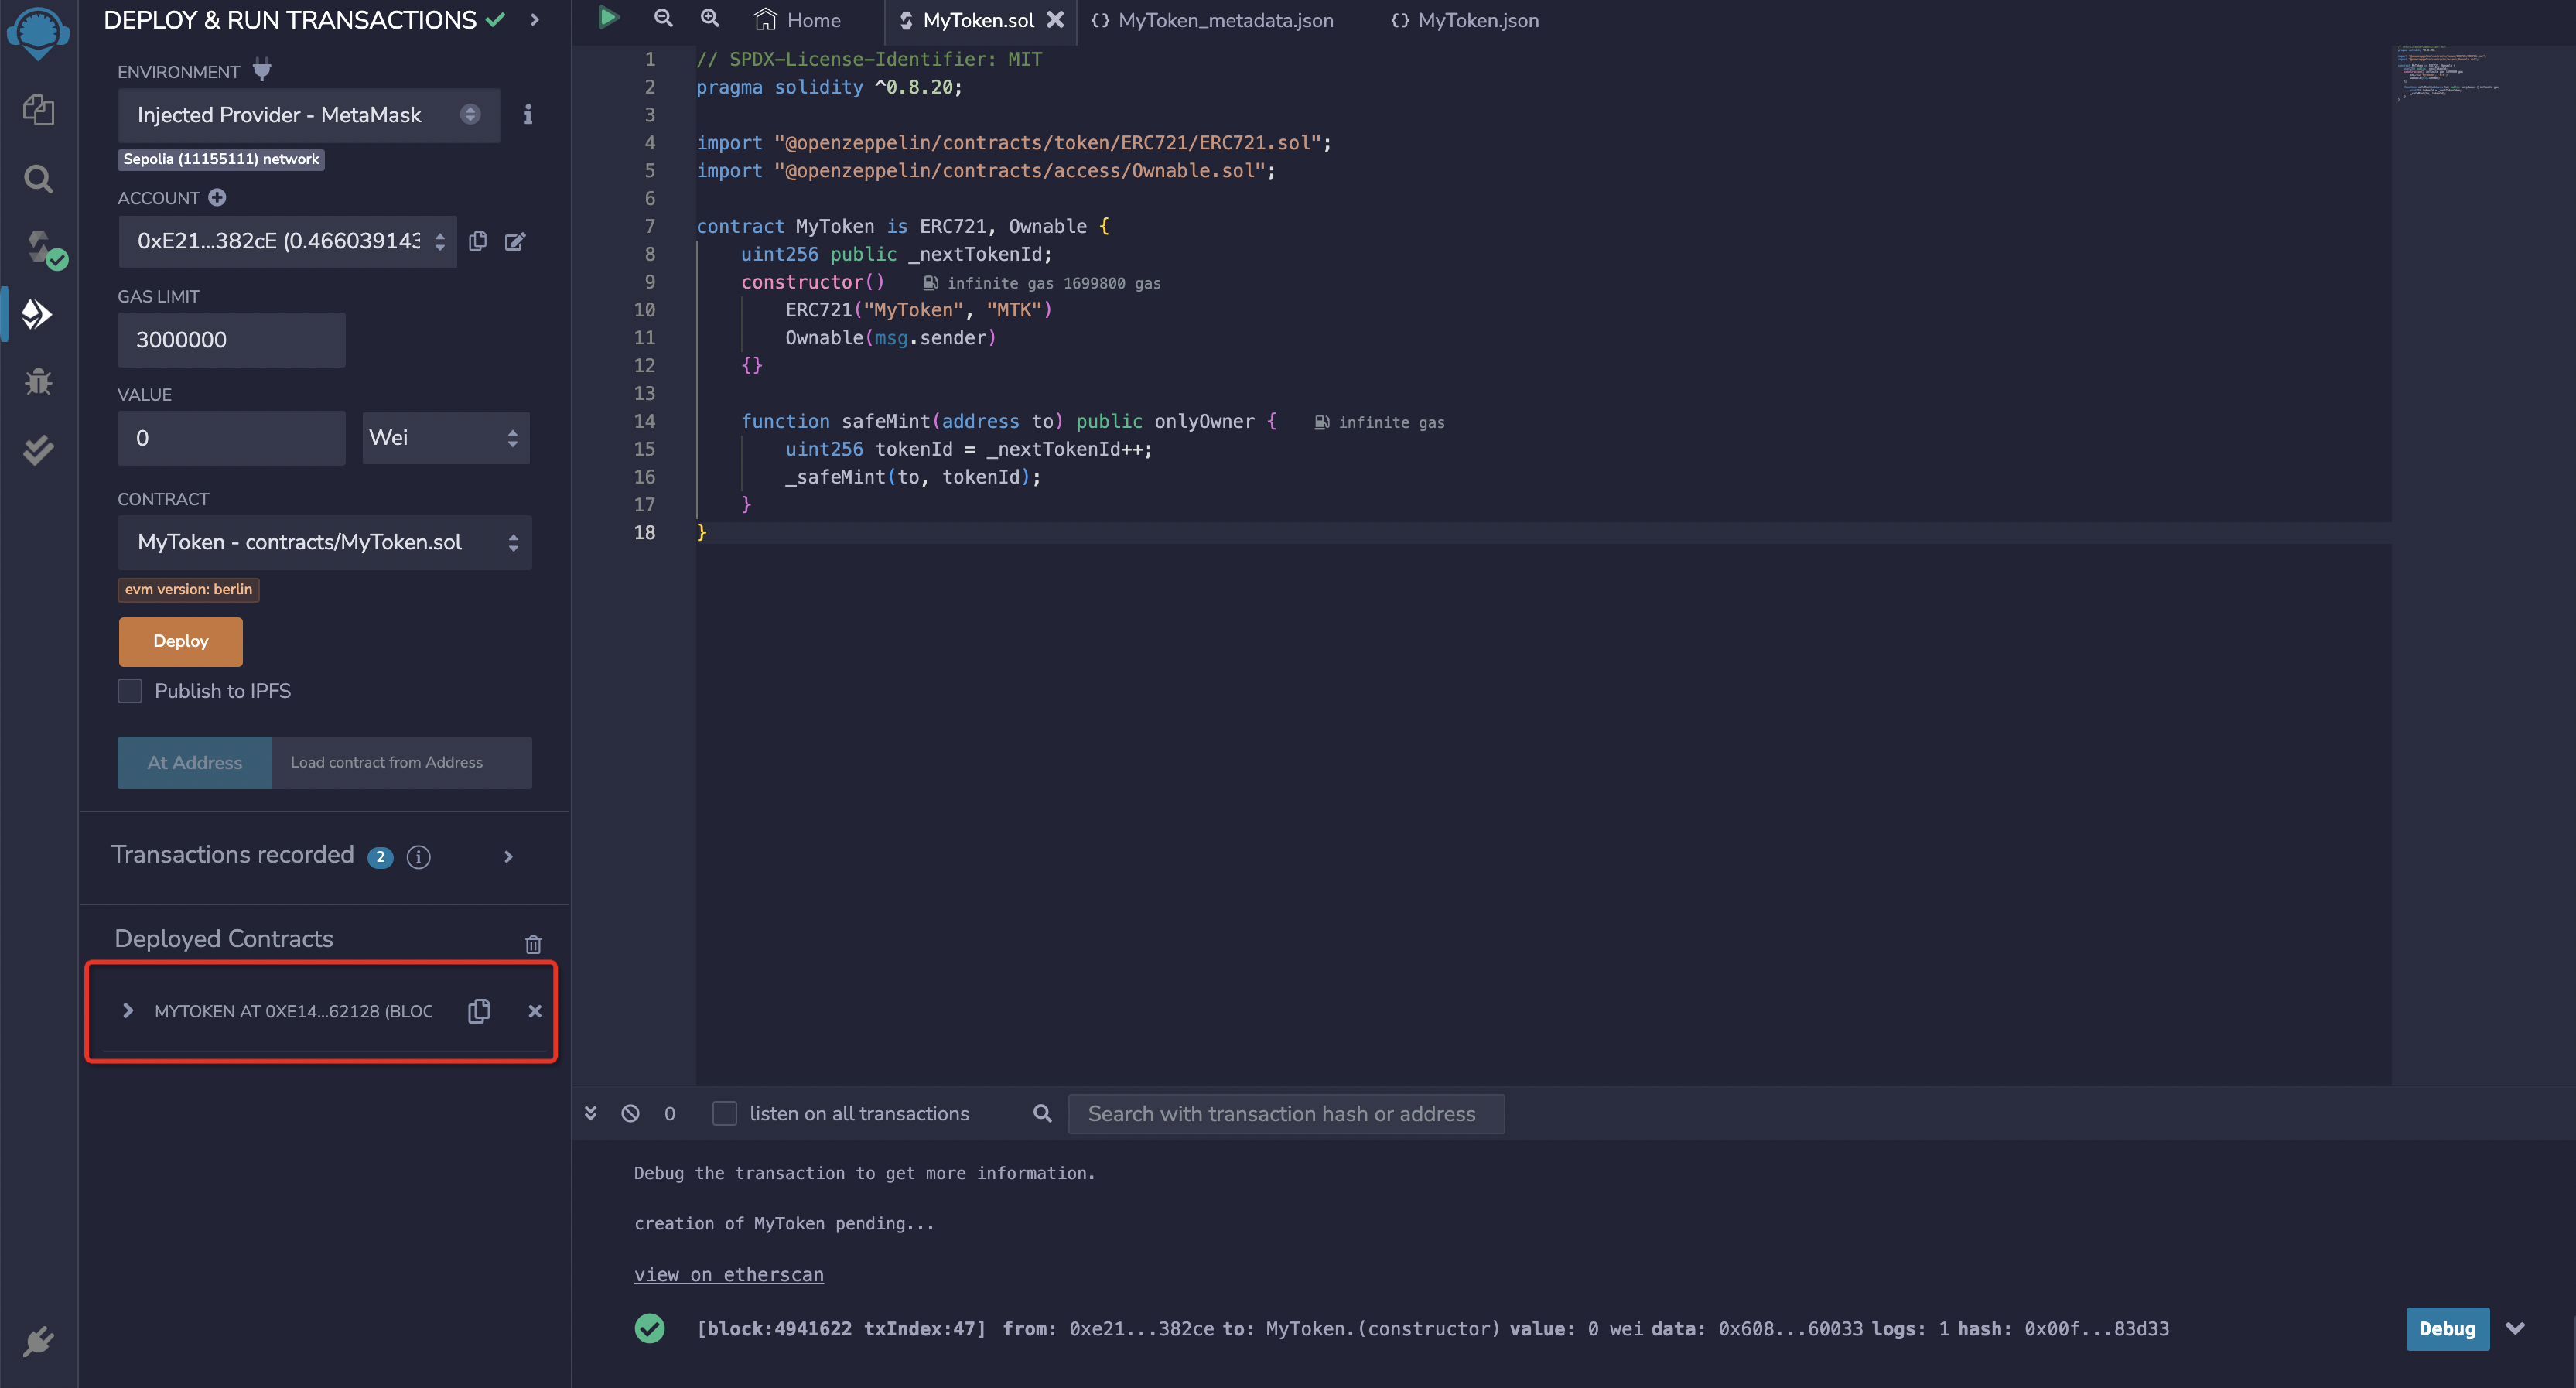 DEPLOY & RUN TRANSACTIONS
ENVIRONMENT
Injected Provider - MetaMask
Sepolia (11155111) network
ACCOUNT
0xE21...382cE (0.466039143
GAS LIMIT
3000000
VALUE
0
Wei
CONTRACT
MyToken - contracts/MyToken.sol
evm version: berlin
Deploy
Publish to IPFS
At Address
Load contract from Address
Transactions recorded 2
Deployed Contracts
MYTOKEN AT 0XE14...62128 (BLOC
Home
MyToken.sol
{} MyToken_metadata.json
{} MyToken.json
1 // SPDX-License-Identifier: MIT
2 pragma solidity ^0.8.20;
3
4 import "@openzeppelin/contracts/token/ERC721/ERC721.sol";
5 import "@openzeppelin/contracts/access/Ownable.sol";
6
7 contract MyToken is ERC721, Ownable {
8 uint256 public _nextTokenId;
9 constructor() infinite gas 1699800 gas
10 ERC721("MyToken", "MTK")
11 Ownable(msg.sender)
12 {}
13
14 function safeMint(address to) public onlyOwner { infinite gas
15 uint256 tokenId = _nextTokenId++;
16 _safeMint(to, tokenId);
17 }
18 }
0
listen on all transactions
Search with transaction hash or address
Debug the transaction to get more information.
creation of MyToken pending...
view on etherscan
[block:4941622 txIndex:47] from: 0xe21...382ce to: MyToken.(constructor) value: 0 wei data: 0x608...60033 logs: 1 hash: 0x00f...83d33
Debug